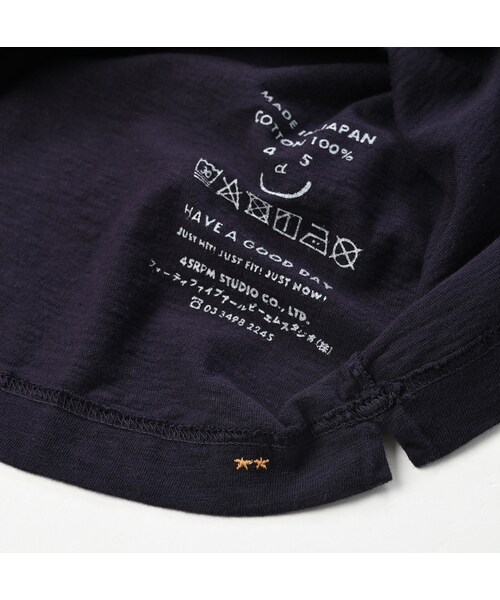 MADE IN JAPAN
COTTON 100%
4 5
d
30
HAVE A GOOD DAY
JUST HIT! JUST FIT! JUST NOW!
45RPM STUDIO CO., LTD.
フォーティファイブアールピーエムスタジオ(株)
☎03 3498 2245